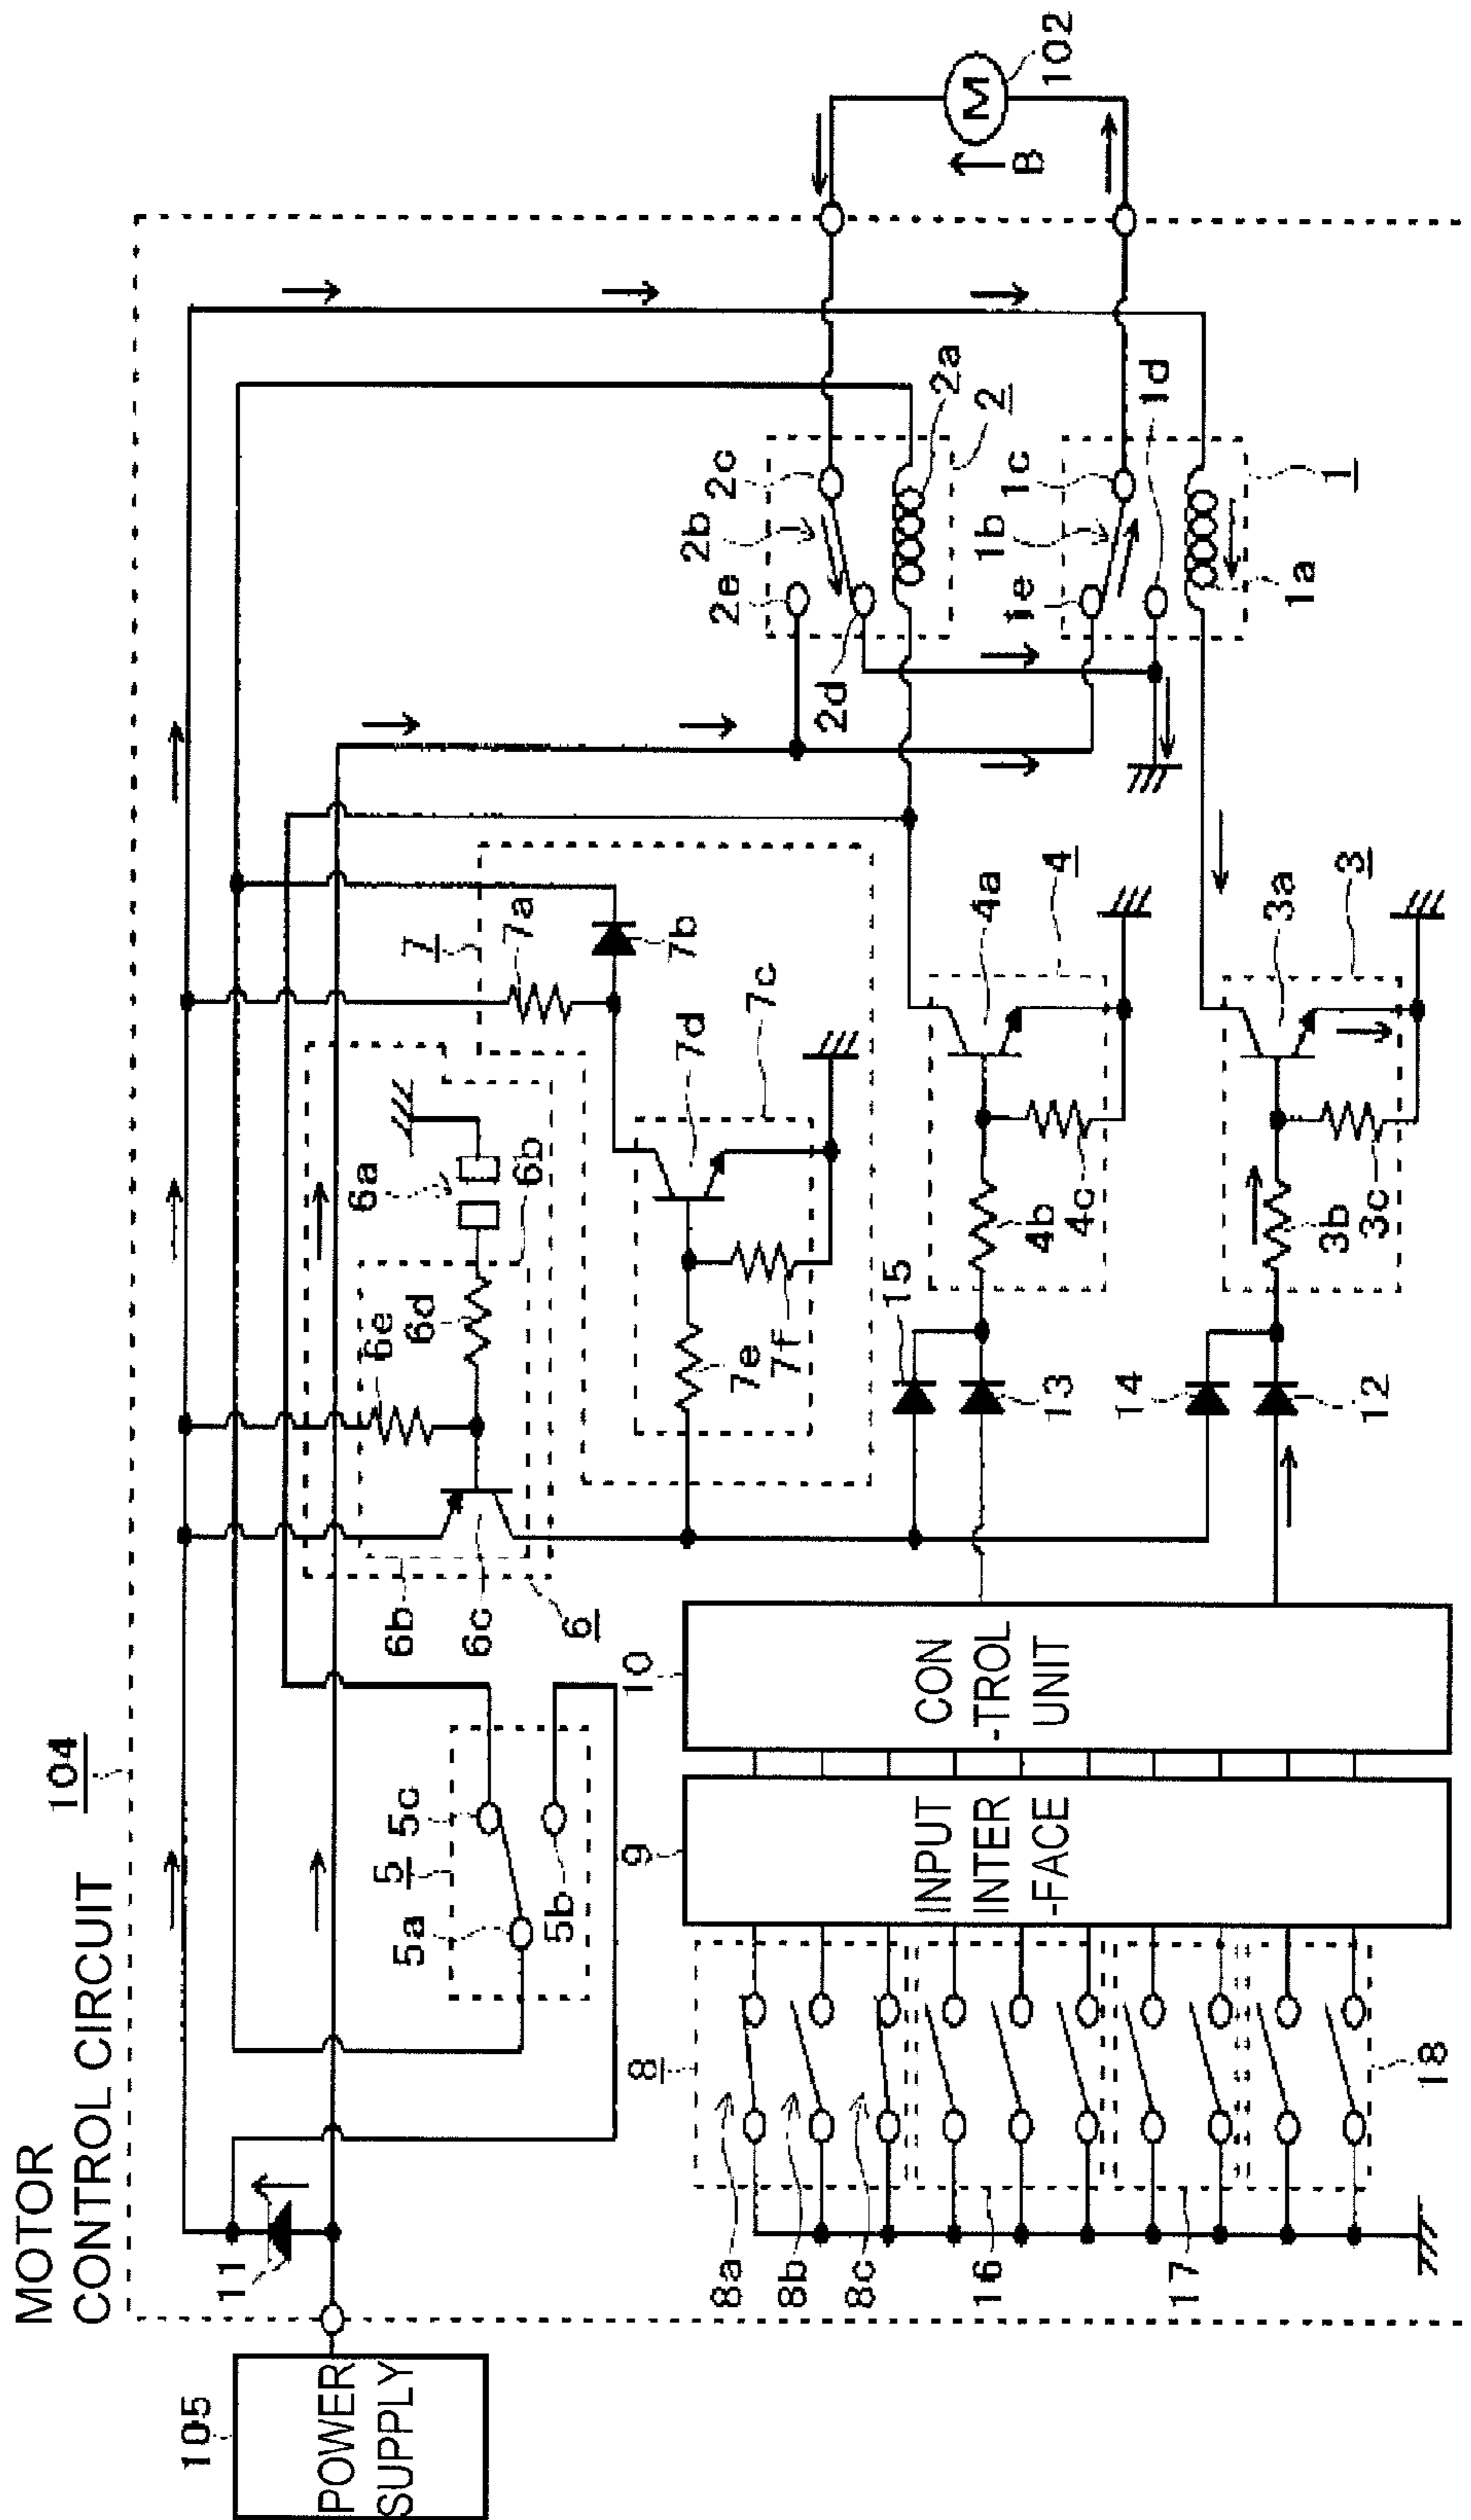 MOTOR
CONTROL CIRCUIT
104
105
POWER
SUPPLY
11
5
5a
5b
5c
6
6a
6b
6b
6c
6d
6e
7
7a
7b
7c
7d
7e
7f
2
2a
2b
2c
2d
2e
1
1a
1b
1c
1d
1e
M
102
B
4
4a
4b
4c
3
3a
3b
3c
15
13
14
12
10
CON
-TROL
UNIT
9
INPUT
INTER
-FACE
8
8a
8b
8c
16
17
18